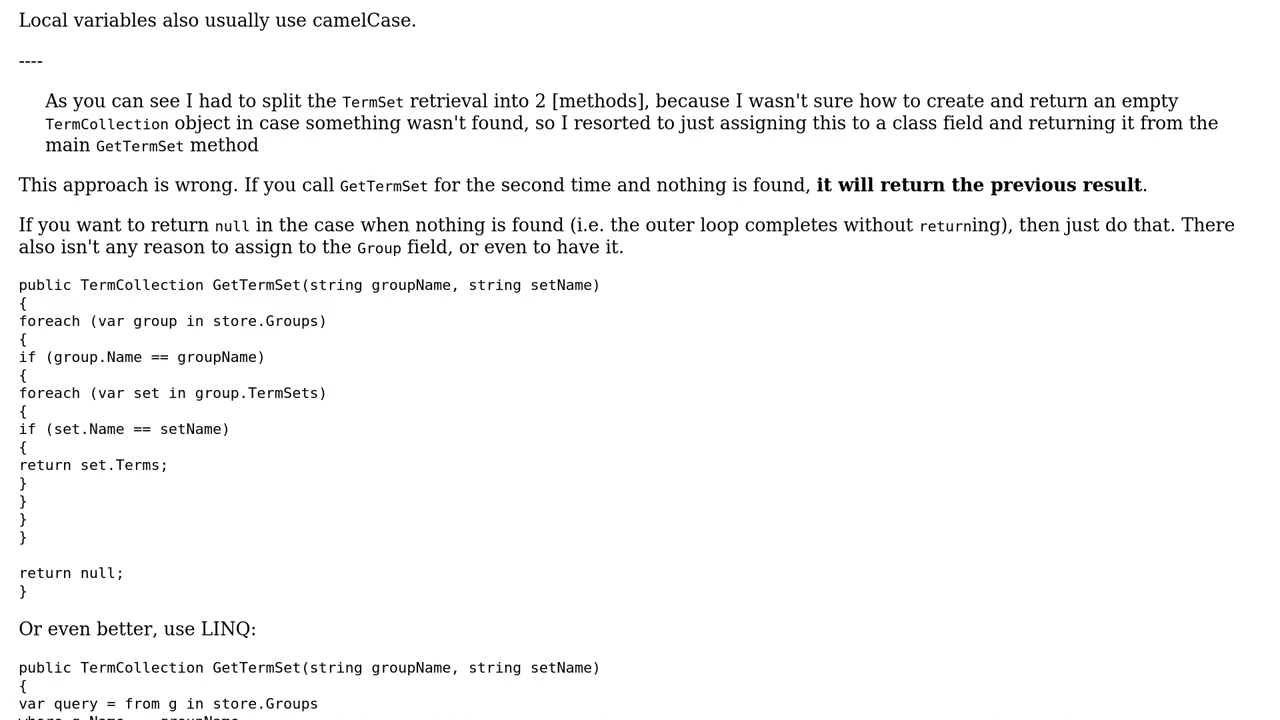 Local variables also usually use camelCase.
----
As you can see I had to split the TermSet retrieval into 2 [methods], because I wasn't sure how to create and return an empty
TermCollection object in case something wasn't found, so I resorted to just assigning this to a class field and returning it from the
main GetTermSet method
This approach is wrong. If you call GetTermSet for the second time and nothing is found, it will return the previous result.
If you want to return null in the case when nothing is found (i.e. the outer loop completes without returning), then just do that. There
also isn't any reason to assign to the Group field, or even to have it.
public TermCollection GetTermSet(string groupName, string setName)
{
foreach (var group in store.Groups)
{
if (group.Name == groupName)
{
foreach (var set in group.TermSets)
{
if (set.Name == setName)
{
return set.Terms;
}
}
}
}
return null;
}
Or even better, use LINQ:
public TermCollection GetTermSet(string groupName, string setName)
{
var query = from g in store.Groups